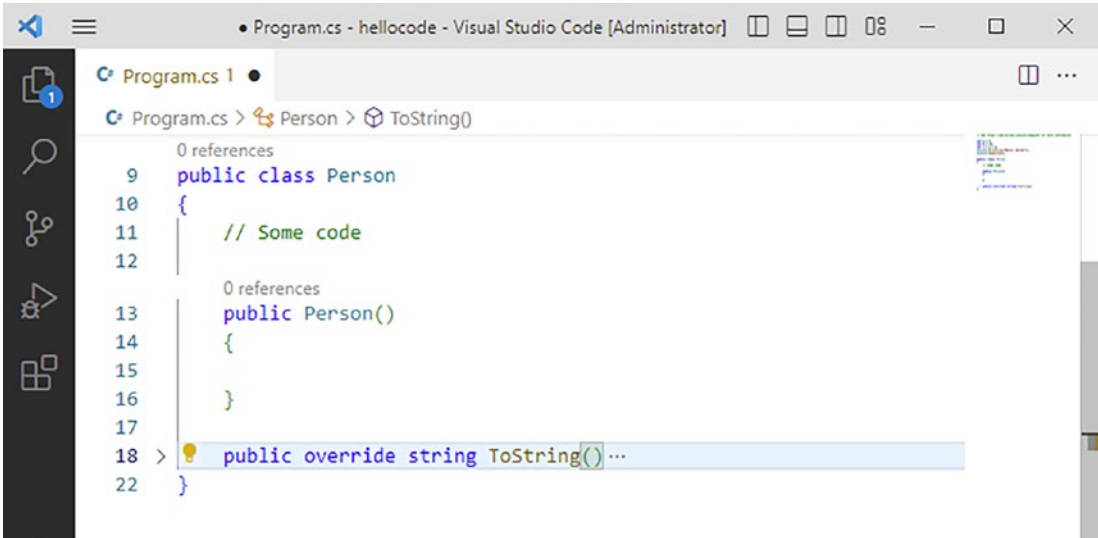 • Program.cs - hellocode - Visual Studio Code [Administrator]
C# Program.cs 1 ●
C# Program.cs > Person > ToString()
0 references
9 public class Person
10 {
11 // Some code
12
0 references
13 public Person()
14 {
15
16 }
17
18 > public override string ToString() ···
22 }
1